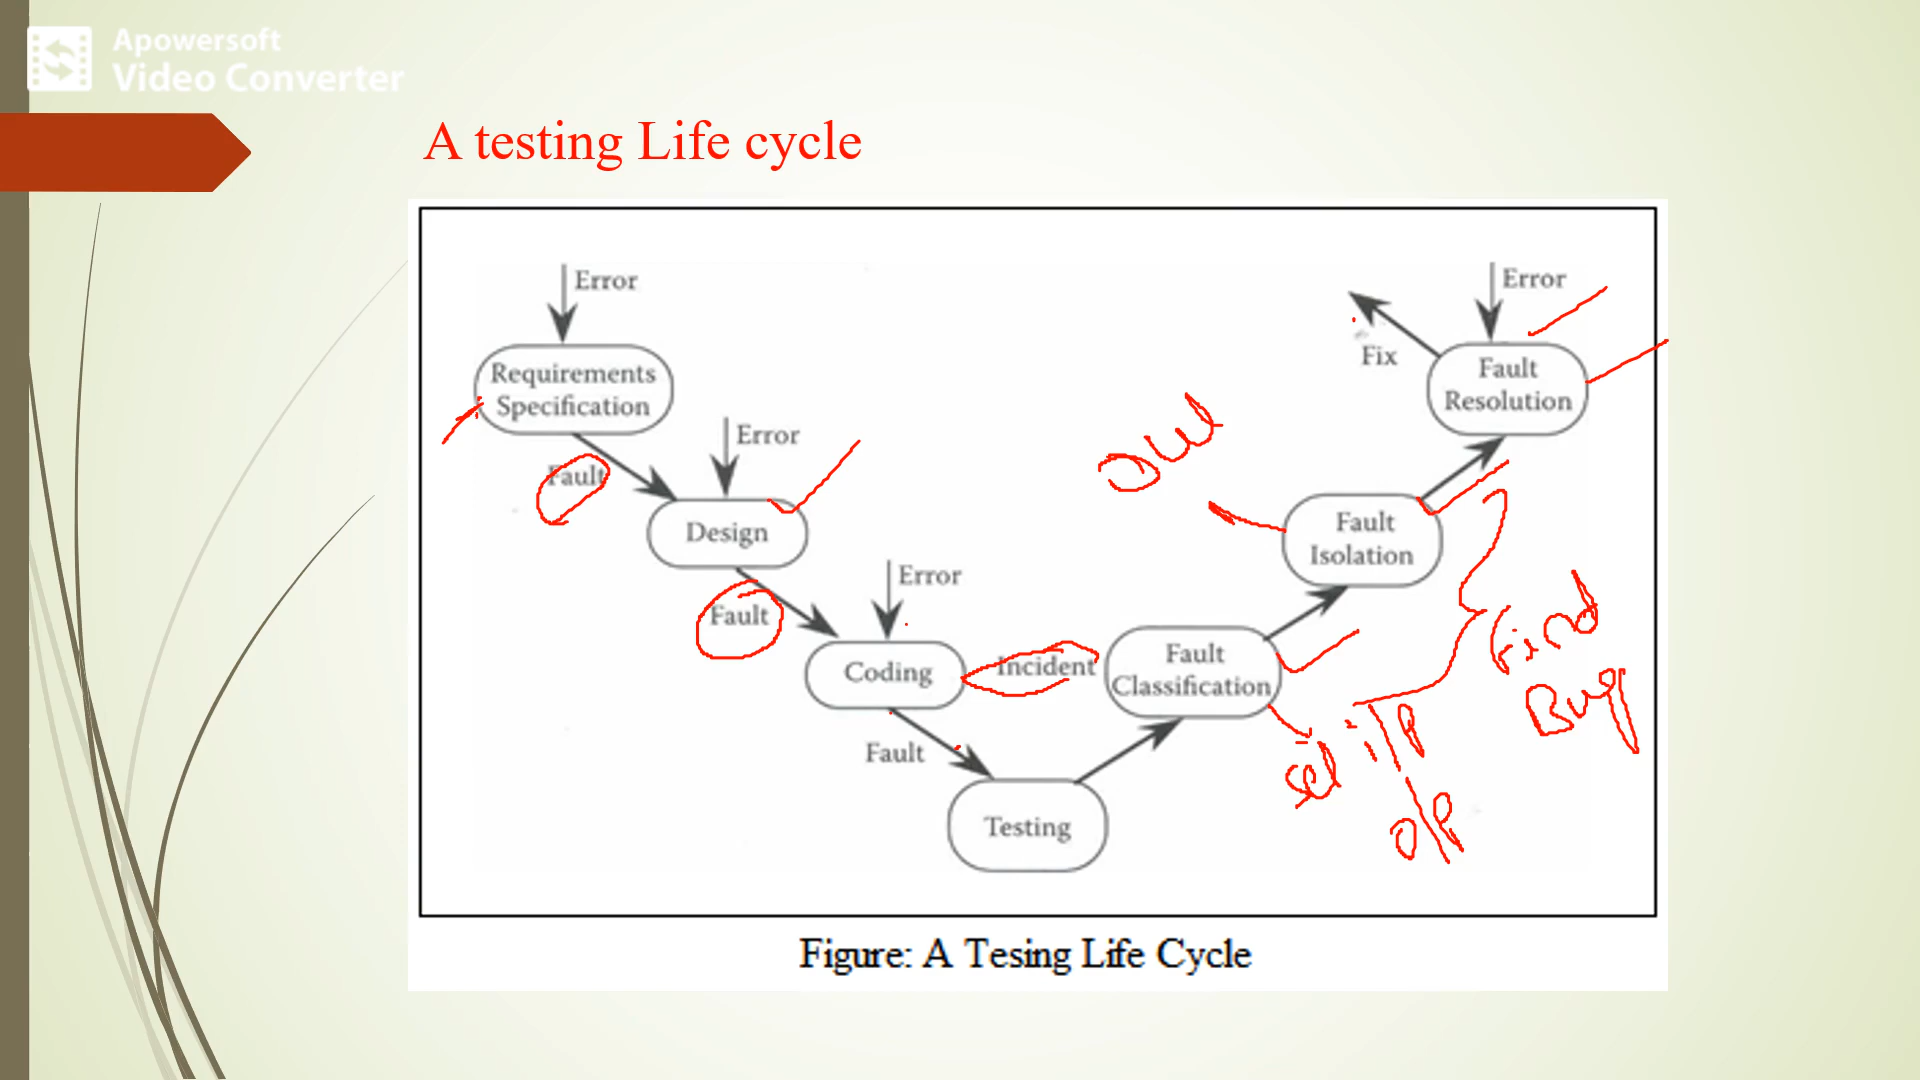 Apowersoft
Video Converter
A testing Life cycle
Error
Requirements
Specification
Fault
Error
Design
Fault
Error
Coding
Incident
Fault
Testing
Fault
Classification
Fault
Isolation
Error
Fix
Fault
Resolution
i/p
o/p
Find
Bug
Figure: A Tesing Life Cycle